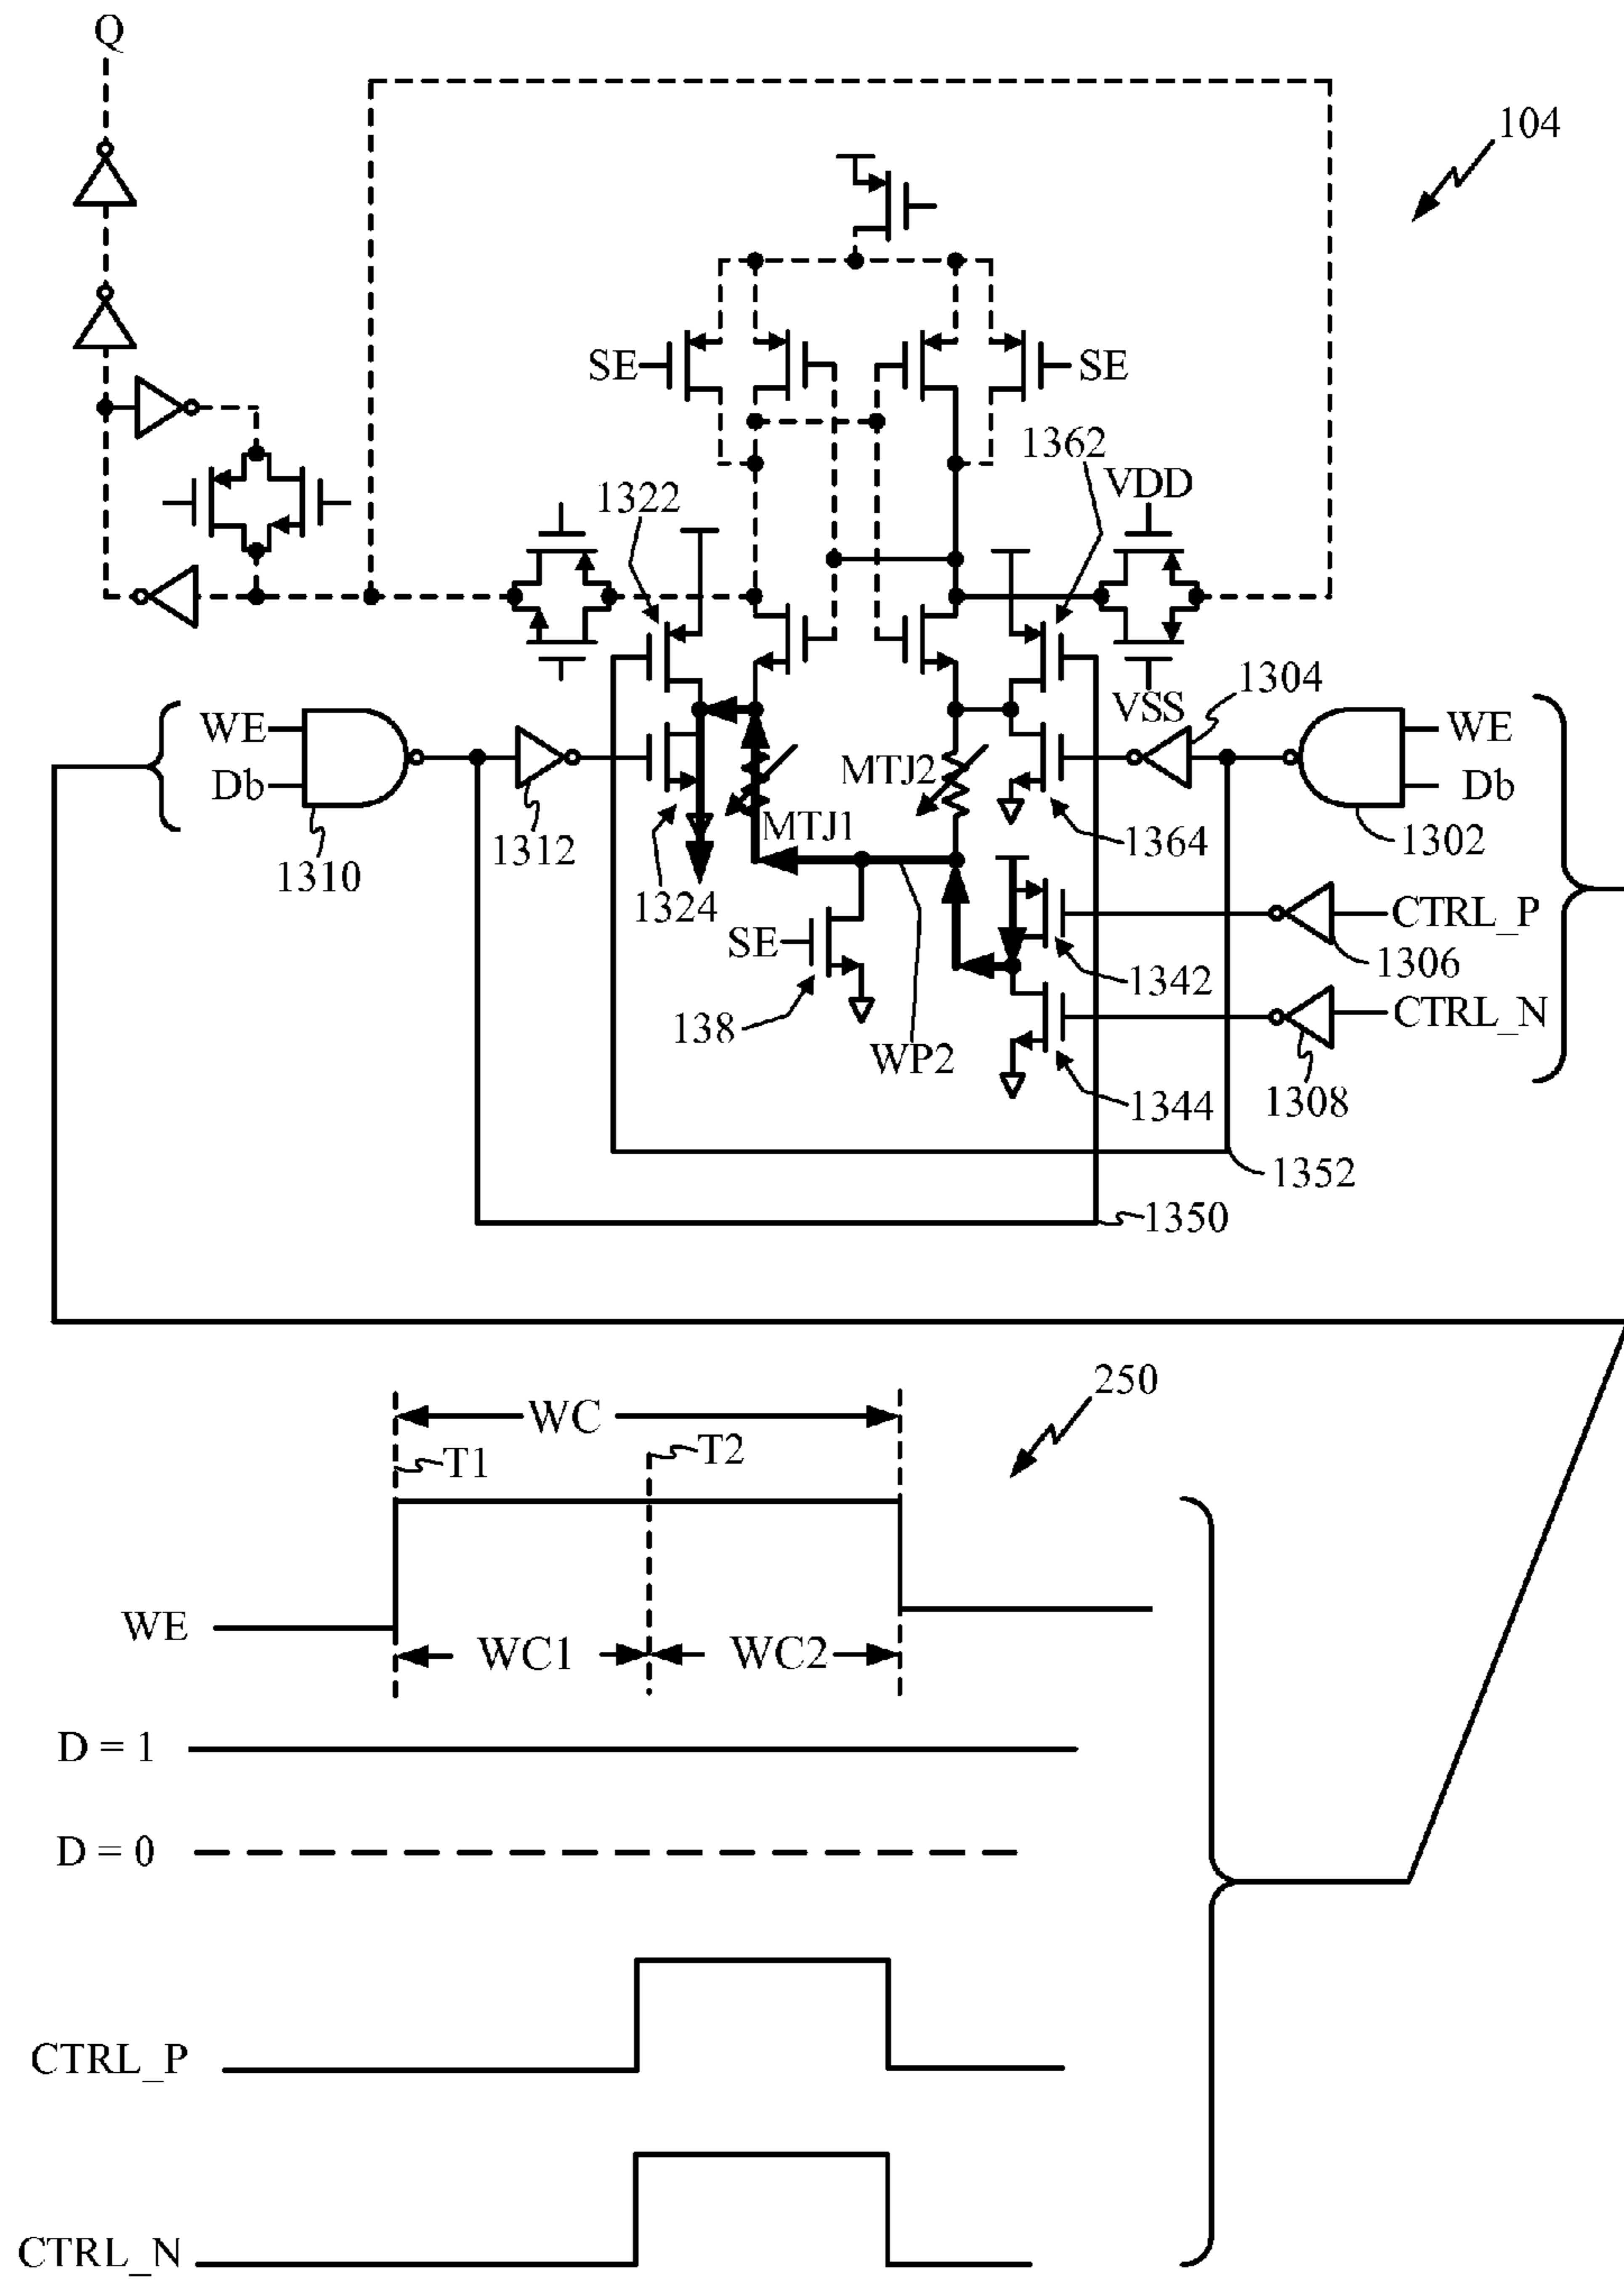 Q
104
SE
SE
1362
VDD
1322
1304
VSS
WE
Db
WE
Db
MTJ2
MTJ1
1310
1312
1324
1364
1302
SE
CTRL_P
1306
1342
138
WP2
CTRL_N
1344
1308
1352
1350
250
WC
T1
T2
WE
WC1
WC2
D = 1
D = 0
CTRL_P
CTRL_N